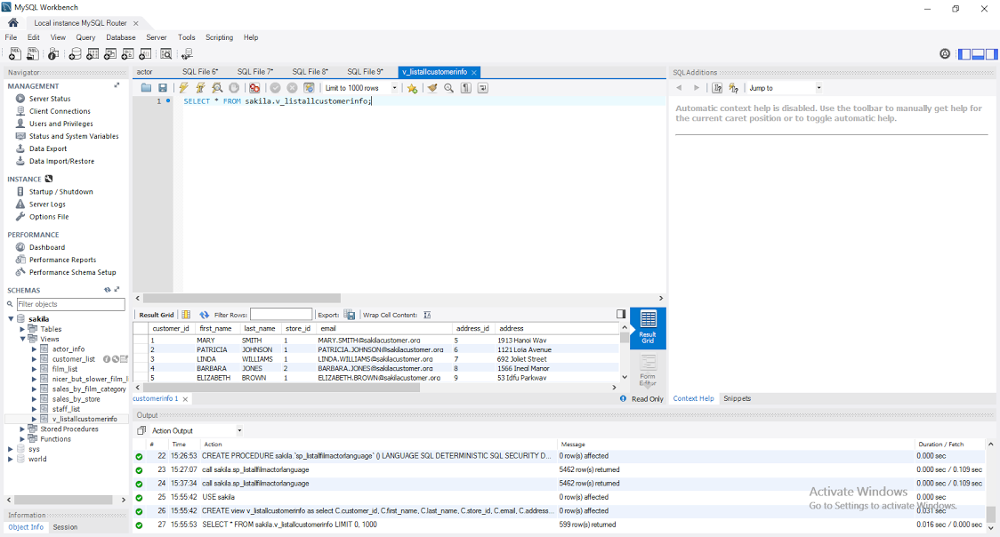 MySQL Workbench
Local instance MySQL Router
File Edit View Query Database Server Tools Scripting Help
Navigator
MANAGEMENT
Server Status
Client Connections
Users and Privileges
Status and System Variables
Data Export
Data Import/Restore
INSTANCE
Startup / Shutdown
Server Logs
Options File
PERFORMANCE
Dashboard
Performance Reports
Performance Schema Setup
SCHEMAS
Filter objects
sakila
Tables
Views
actor_info
customer_list
film_list
nicer_but_slower_film_l
sales_by_film_category
sales_by_store
staff_list
v_listallcustomerinfo
Stored Procedures
Functions
sys
world
Information
Object Info Session
actor SQL File 6* SQL File 7* SQL File 8* SQL File 9* v_listallcustomerinfo
Limit to 1000 rows
1 SELECT * FROM sakila.v_listallcustomerinfo;
Result Grid Filter Rows: Export: Wrap Cell Content:
customer_id first_name last_name store_id email address_id address
1 MARY SMITH 1 MARY.SMITH@sakilacustomer.org 5 1913 Hanoi Way
2 PATRICIA JOHNSON 1 PATRICIA.JOHNSON@sakilacustomer.org 6 1121 Loja Avenue
3 LINDA WILLIAMS 1 LINDA.WILLIAMS@sakilacustomer.org 7 692 Joliet Street
4 BARBARA JONES 2 BARBARA.JONES@sakilacustomer.org 8 1566 Inegl Manor
5 ELIZABETH BROWN 1 ELIZABETH.BROWN@sakilacustomer.org 9 53 Idfu Parkway
Result
Grid
Form
Editor
customerinfo 1 Read Only
SQLAdditions
Jump to
Automatic context help is disabled. Use the toolbar to manually get help for
the current caret position or to toggle automatic help.
Context Help Snippets
Output
Action Output
# Time Action Message Duration / Fetch
22 15:26:53 CREATE PROCEDURE sakila.`sp_listallfilmactorlanguage` () LANGUAGE SQL DETERMINISTIC SQL SECURITY D... 0 row(s) affected 0.000 sec
23 15:27:07 call sakila.sp_listallfilmactorlanguage 5462 row(s) returned 0.000 sec / 0.109 sec
24 15:37:34 call sakila.sp_listallfilmactorlanguage 5462 row(s) returned 0.000 sec / 0.109 sec
25 15:55:42 USE sakila 0 row(s) affected 0.000 sec
26 15:55:42 CREATE view v_listallcustomerinfo as select C.customer_id, C.first_name, C.last_name, C.store_id, C.email, C.address... 0 row(s) affected 0.031 sec
27 15:55:53 SELECT * FROM sakila.v_listallcustomerinfo LIMIT 0, 1000 599 row(s) returned 0.016 sec / 0.000 sec
Activate Windows
Go to Settings to activate Windows.